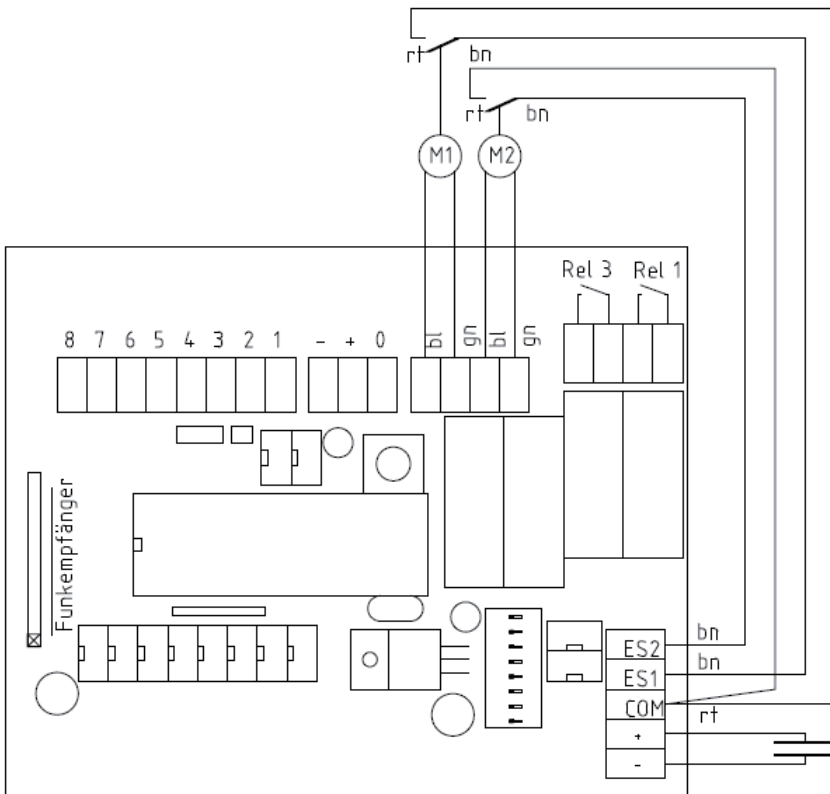 rt bn
rt bn
M1 M2
Rel 3 Rel 1
8 7 6 5 4 3 2 1 - + 0 bl gn bl gn
Funkempfänger
ES2 bn
ES1 bn
COM rt
+
-